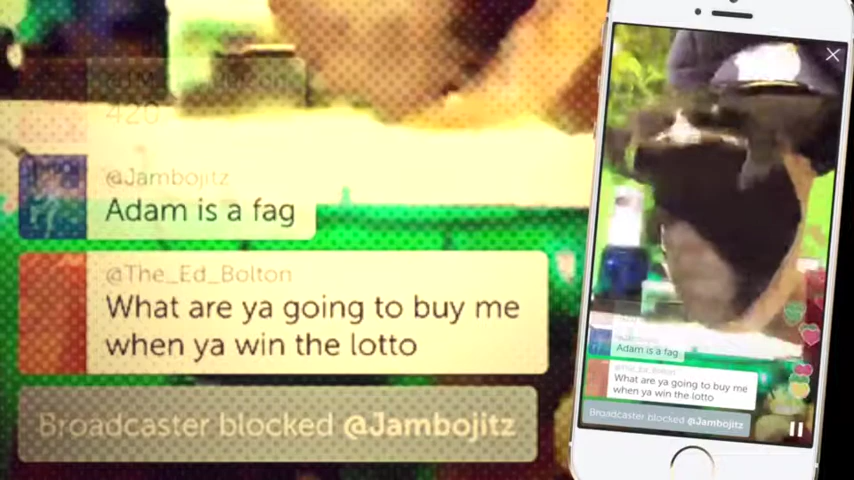 420
@Jambojitz
Adam is a fag
@The_Ed_Bolton
What are ya going to buy me
when ya win the lotto
Broadcaster blocked @Jambojitz
Adam is a fag
@The_Ed_Bolton
What are ya going to buy me
when ya win the lotto
Broadcaster blocked @Jambojitz